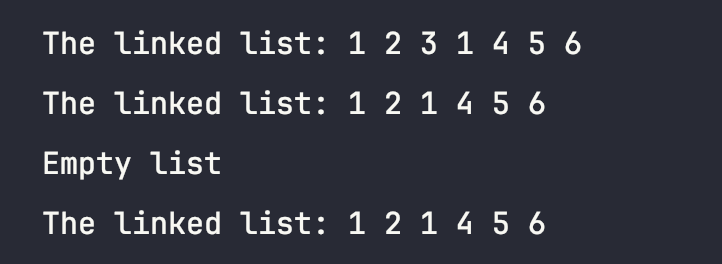 The linked list: 1 2 3 1 4 5 6
The linked list: 1 2 1 4 5 6
Empty list
The linked list: 1 2 1 4 5 6